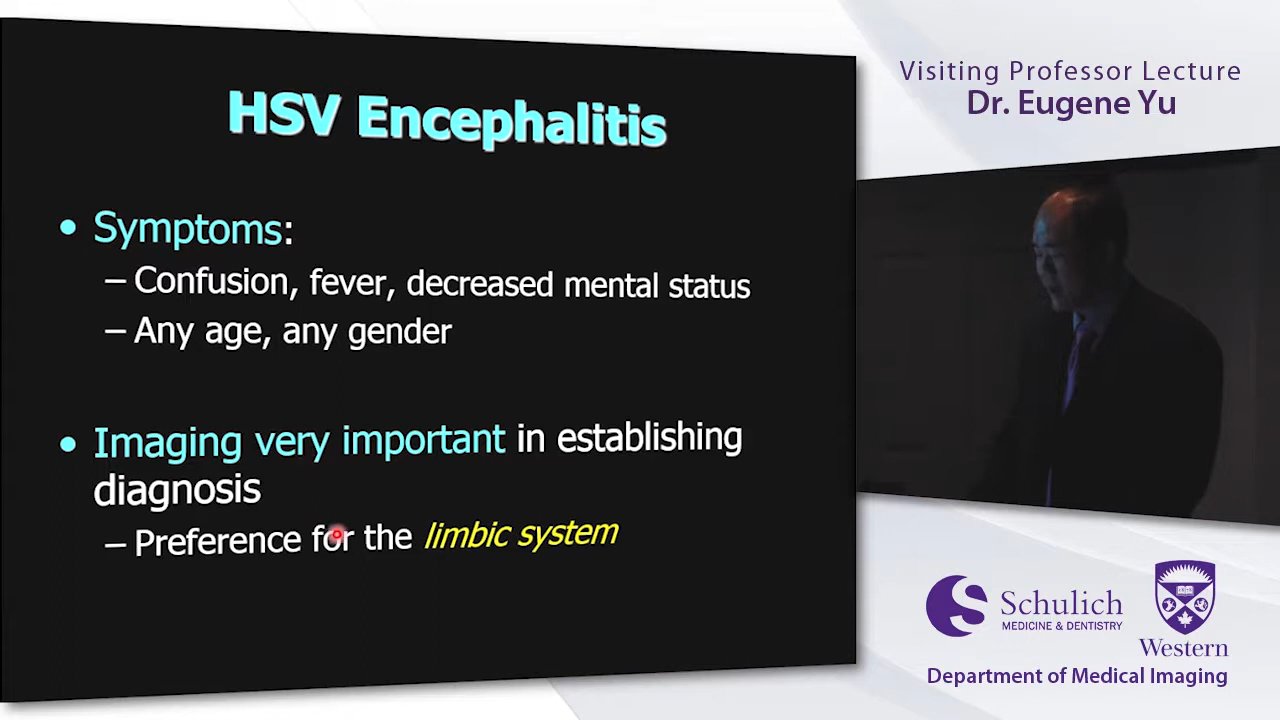 HSV Encephalitis
• Symptoms:
– Confusion, fever, decreased mental status
– Any age, any gender
• Imaging very important in establishing
diagnosis
– Preference for the limbic system
Visiting Professor Lecture
Dr. Eugene Yu
Schulich
MEDICINE & DENTISTRY
Western
Department of Medical Imaging